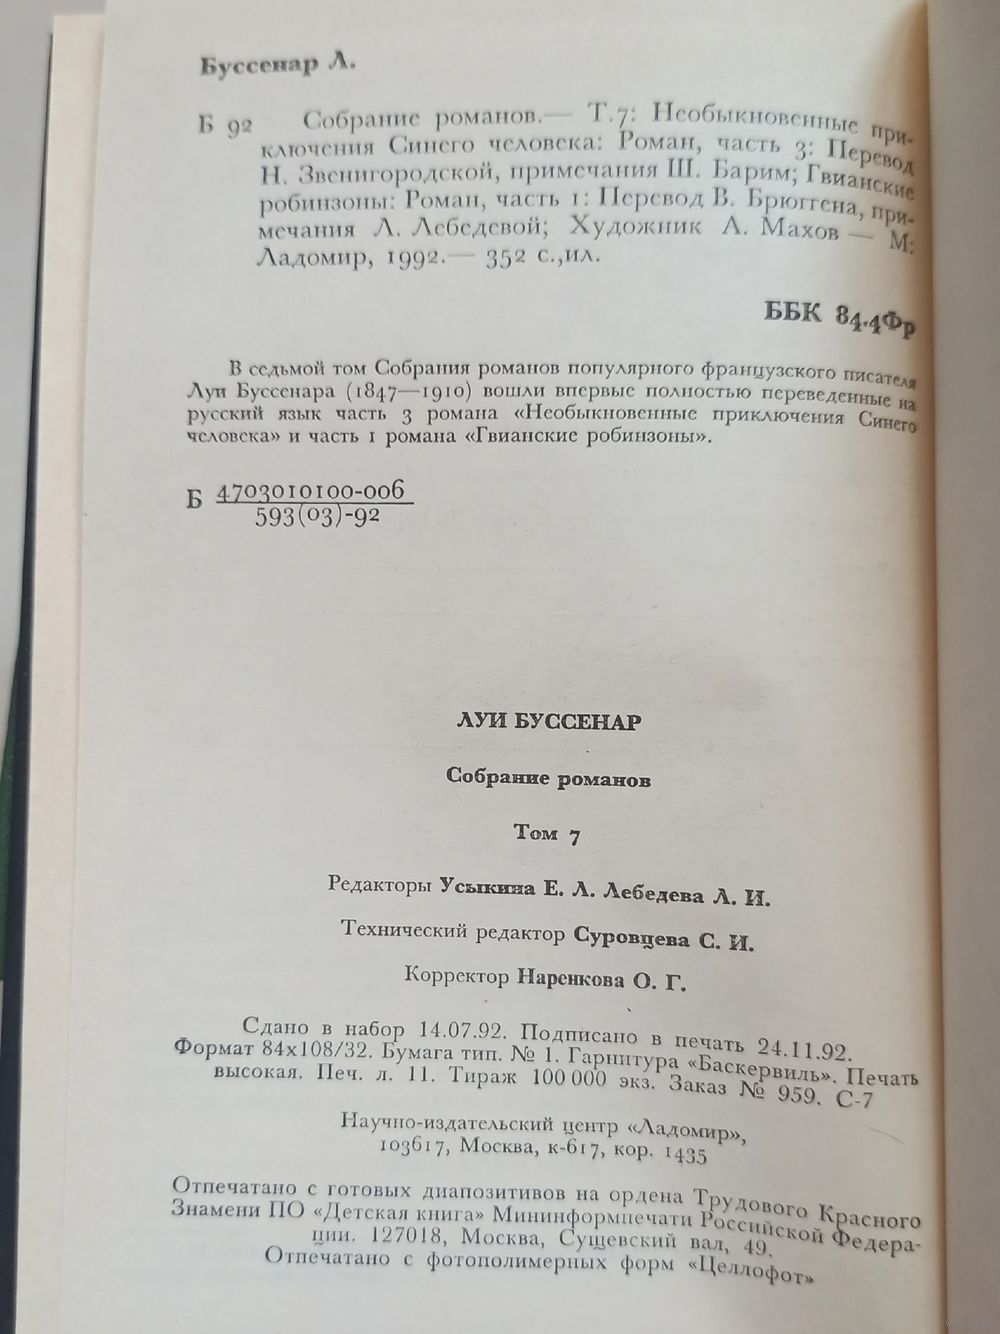 Буссенар Л.
Б 92 Собрание романов.— Т.7: Необыкновенные при-
ключения Синего человека: Роман, часть 3: Перевод
Н. Звенигородской, примечания Ш. Барим; Гвианские
робинзоны: Роман, часть 1: Перевод В. Брюггена, при-
мечания Л. Лебедевой; Художник А. Махов — М:
Ладомир, 1992.— 352 с.,ил.
ББК 84.4Фр
В седьмой том Собрания романов популярного французского писателя
Луи Буссенара (1847—1910) вошли впервые полностью переведенные на
русский язык часть 3 романа «Необыкновенные приключения Синего
человека» и часть 1 романа «Гвианские робинзоны».
Б 4703010100-006
593(03)-92
ЛУИ БУССЕНАР
Собрание романов
Том 7
Редакторы Усыкина Е. Л. Лебедева Л. И.
Технический редактор Суровцева С. И.
Корректор Наренкова О. Г.
Сдано в набор 14.07.92. Подписано в печать 24.11.92.
Формат 84х108/32. Бумага тип. № 1. Гарнитура «Баскервиль». Печать
высокая. Печ. л. 11. Тираж 100 000 экз. Заказ № 959. С-7
Научно-издательский центр «Ладомир»,
103617, Москва, к-617, кор. 1435
Отпечатано с готовых диапозитивов на ордена Трудового Красного
Знамени ПО «Детская книга» Мининформпечати Российской Федера-
ции. 127018, Москва, Сущевский вал, 49.
Отпечатано с фотополимерных форм «Целлофот»